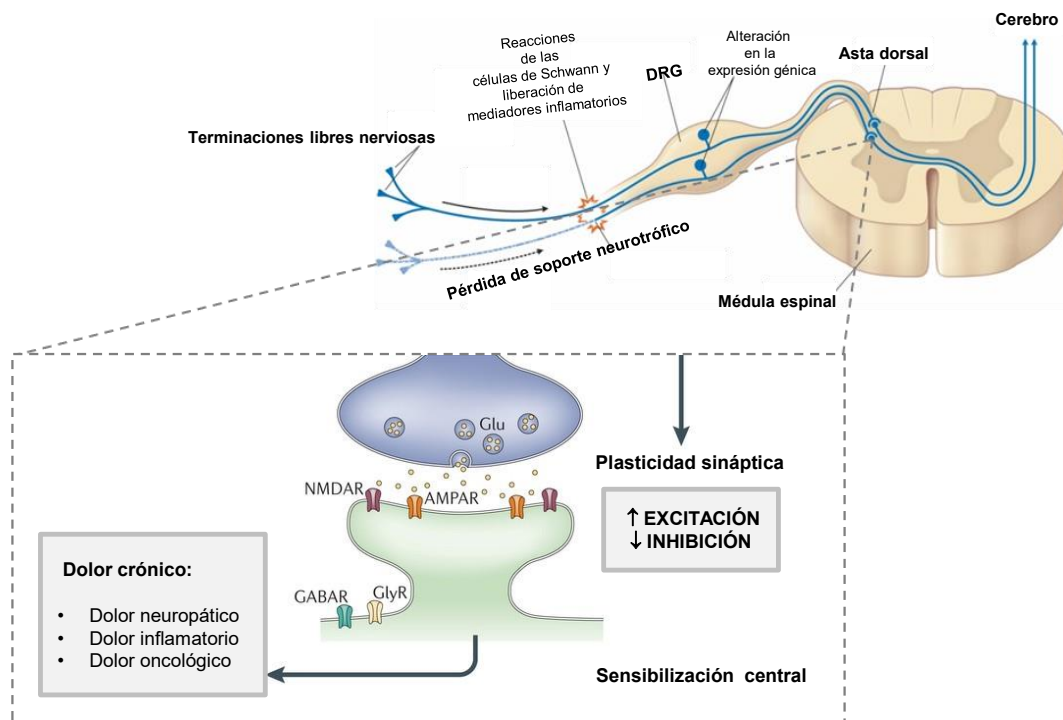 Cerebro
Reacciones
de las
células de Schwann y
liberación de
mediadores inflamatorios
Alteración
en la
expresión génica
DRG
Asta dorsal
Terminaciones libres nerviosas
Pérdida de soporte neurotrófico
Médula espinal
Glu
NMDAR
AMPAR
Plasticidad sináptica
↑ EXCITACIÓN
↓ INHIBICIÓN
Dolor crónico:
• Dolor neuropático
• Dolor inflamatorio
• Dolor oncológico
GABAR
GlyR
Sensibilización central